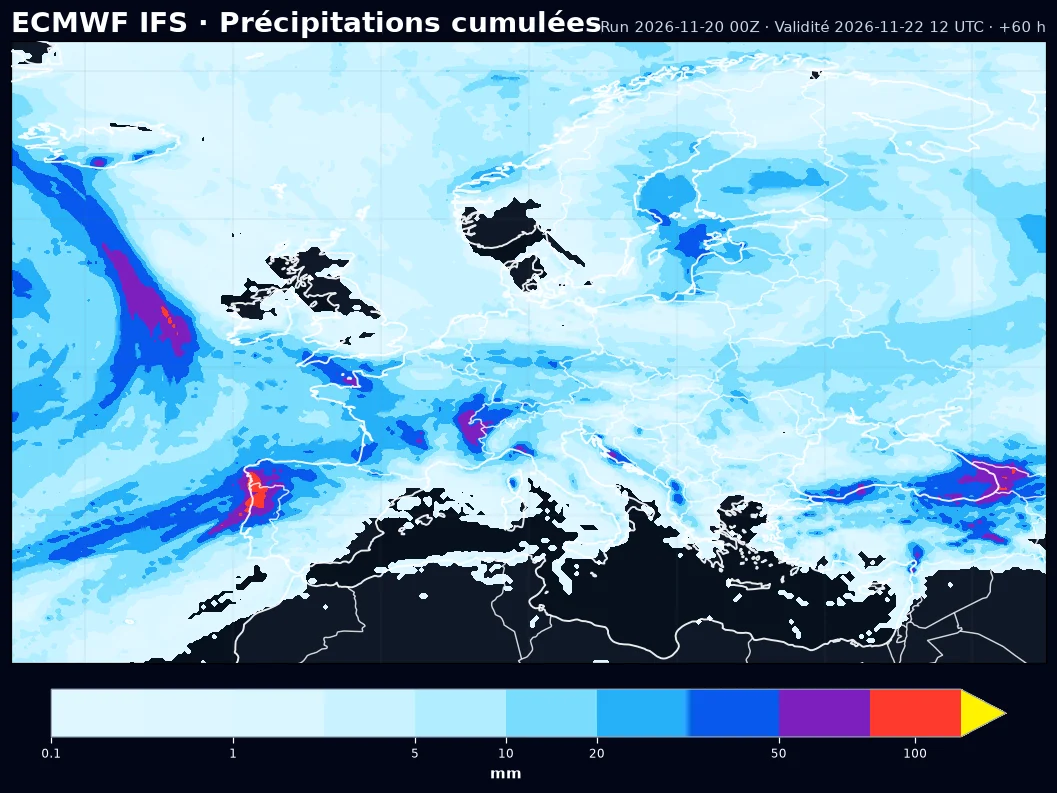 ECMWF IFS · Précipitations cumulées
Run 2026-11-20 00Z · Validité 2026-11-22 12 UTC · +60 h
0.1 1 5 10 20 50 100
mm